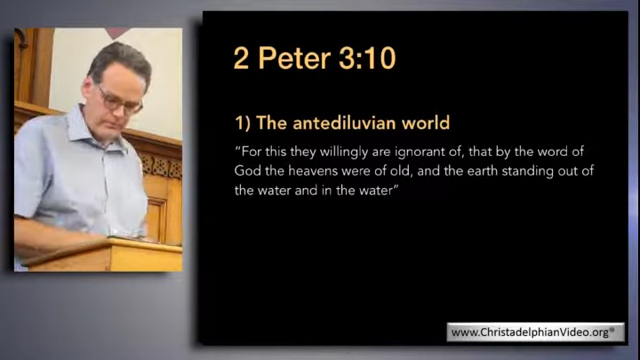 2 Peter 3:10
1) The antediluvian world
“For this they willingly are ignorant of, that by the word of
God the heavens were of old, and the earth standing out of
the water and in the water”
www.ChristadelphianVideo.org®